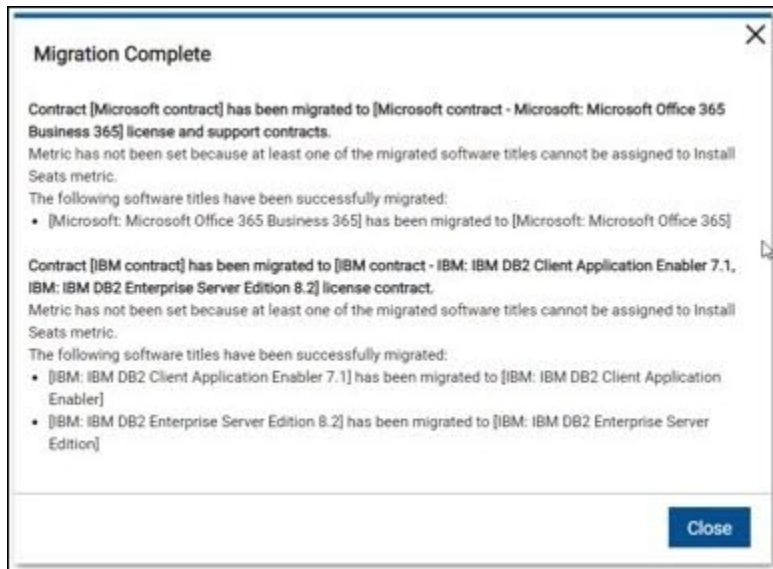 Migration Complete
Contract [Microsoft contract] has been migrated to [Microsoft contract - Microsoft: Microsoft Office 365
Business 365] license and support contracts.
Metric has not been set because at least one of the migrated software titles cannot be assigned to Install
Seats metric.
The following software titles have been successfully migrated:
• [Microsoft: Microsoft Office 365 Business 365] has been migrated to [Microsoft: Microsoft Office 365]
Contract [IBM contract] has been migrated to [IBM contract - IBM: IBM DB2 Client Application Enabler 7.1,
IBM: IBM DB2 Enterprise Server Edition 8.2] license contract.
Metric has not been set because at least one of the migrated software titles cannot be assigned to Install
Seats metric.
The following software titles have been successfully migrated:
• [IBM: IBM DB2 Client Application Enabler 7.1] has been migrated to [IBM: IBM DB2 Client Application
Enabler]
• [IBM: IBM DB2 Enterprise Server Edition 8.2] has been migrated to [IBM: IBM DB2 Enterprise Server
Edition]
Close